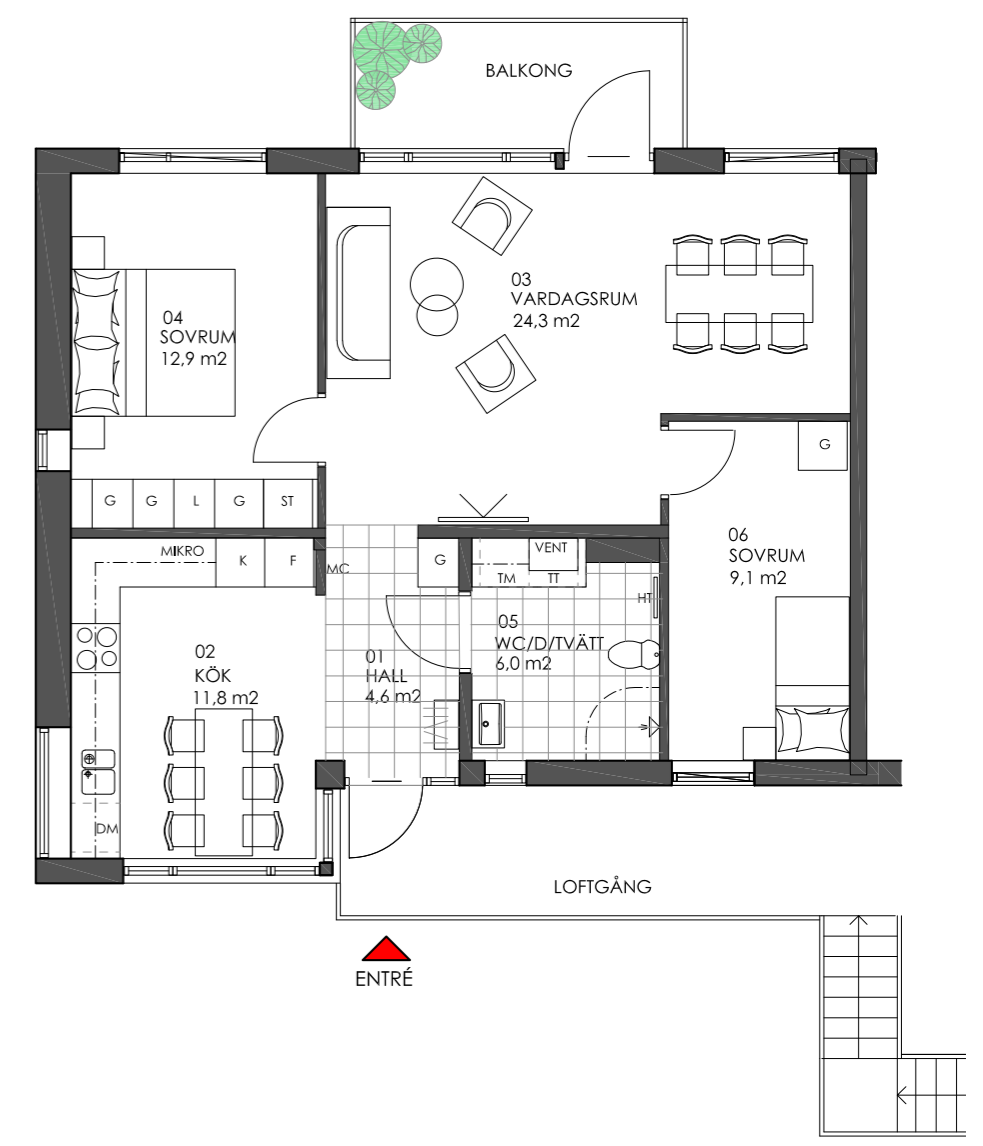 BALKONG
03
VARDAGSRUM
24,3 m2
04
SOVRUM
12,9 m2
G
G G L G ST
MIKRO
K F
MC
G
VENT
TM TT
HT
06
SOVRUM
9,1 m2
05
WC/D/TVÄTT
6,0 m2
02
KÖK
11,8 m2
01
HALL
4,6 m2
DM
LOFTGÅNG
ENTRÉ